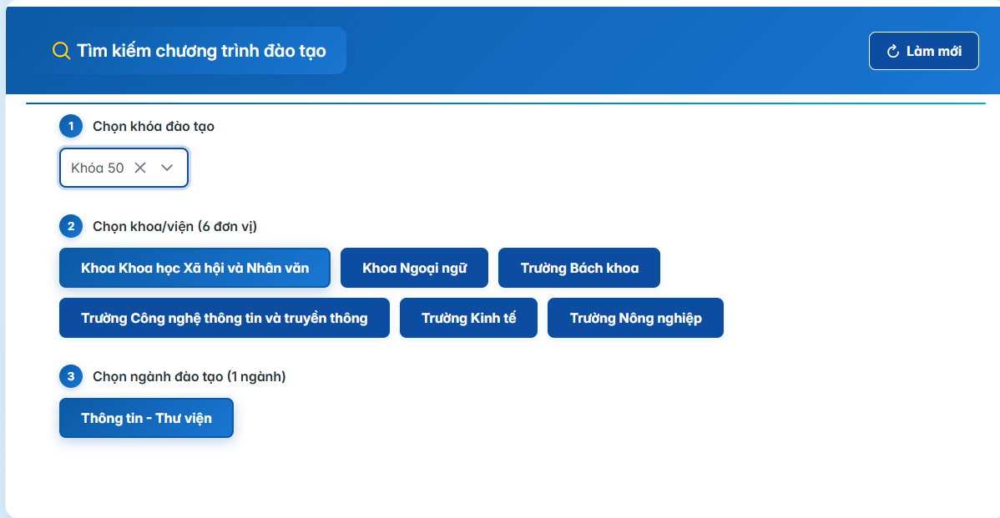 Tìm kiếm chương trình đào tạo
Làm mới
1 Chọn khóa đào tạo
Khóa 50
2 Chọn khoa/viện (6 đơn vị)
Khoa Khoa học Xã hội và Nhân văn
Khoa Ngoại ngữ
Trường Bách khoa
Trường Công nghệ thông tin và truyền thông
Trường Kinh tế
Trường Nông nghiệp
3 Chọn ngành đào tạo (1 ngành)
Thông tin - Thư viện